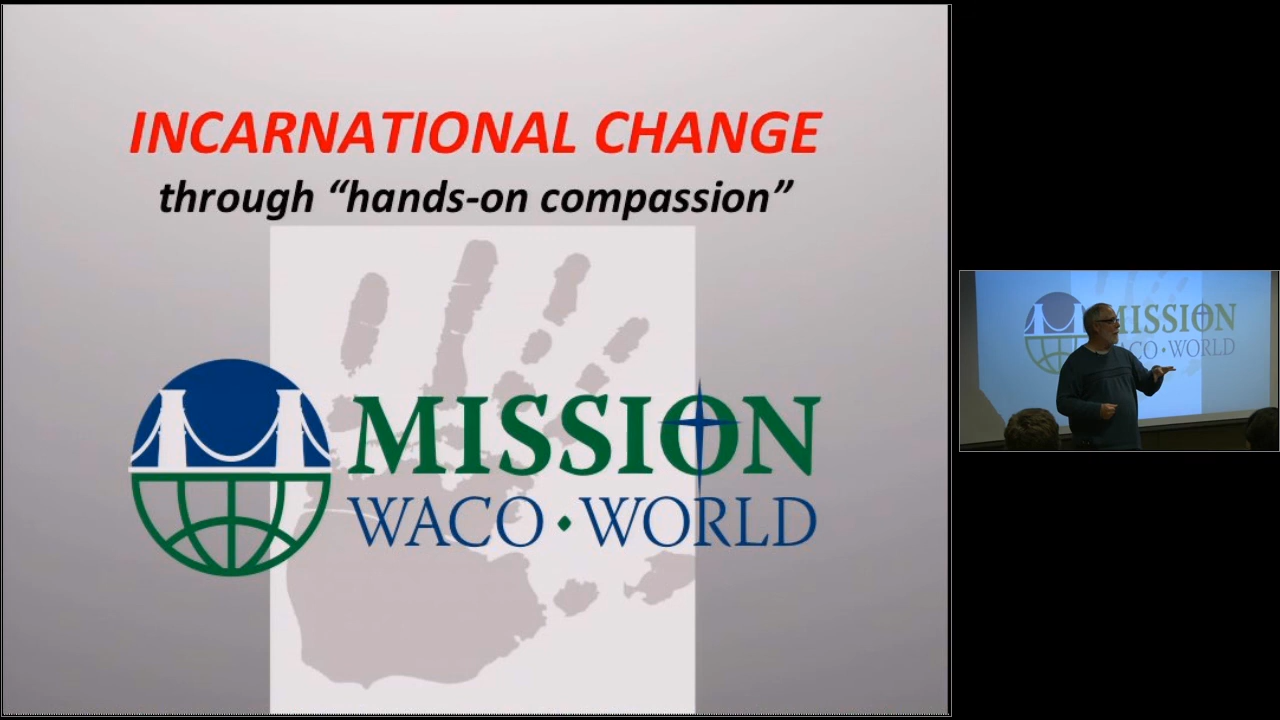 INCARNATIONAL CHANGE
through “hands-on compassion”
MISSION
WACO · WORLD
MISSION
WACO · WORLD